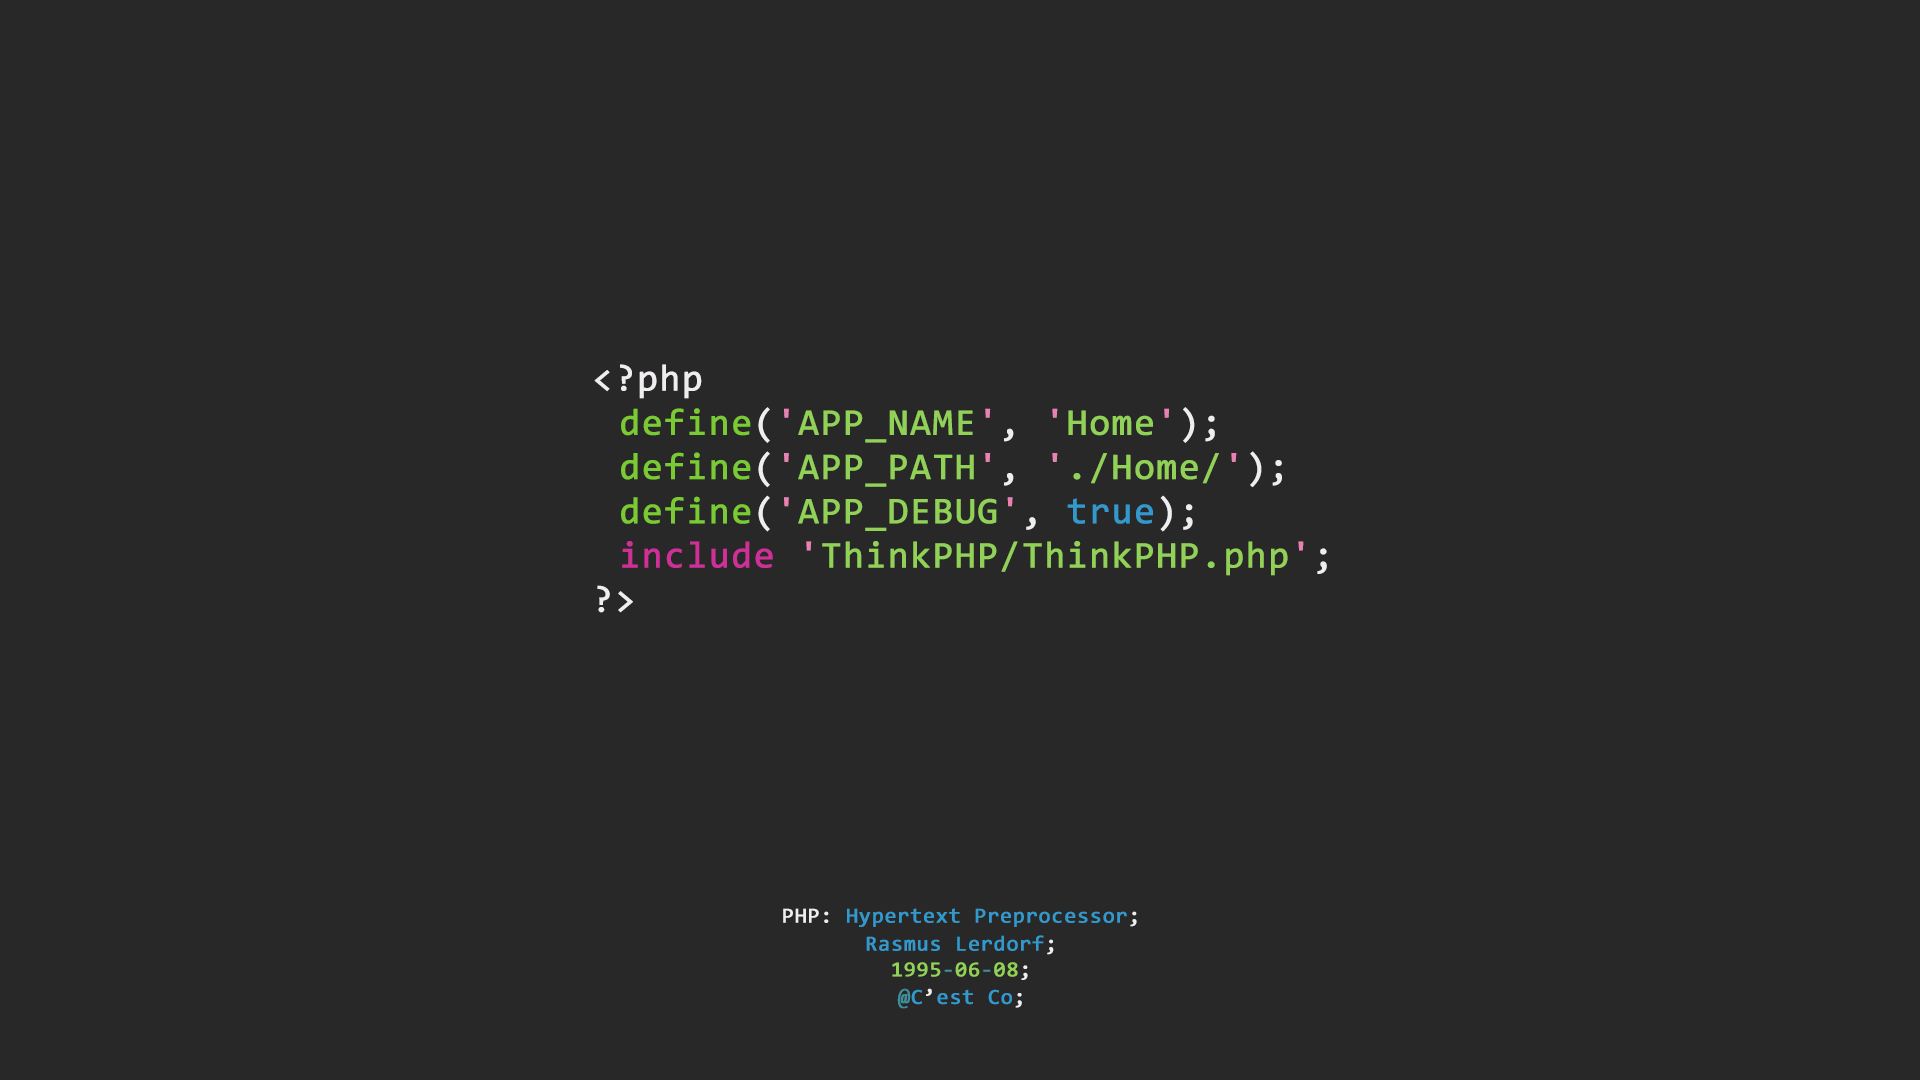 <?php
define('APP_NAME', 'Home');
define('APP_PATH', './Home/');
define('APP_DEBUG', true);
include 'ThinkPHP/ThinkPHP.php';
?>
PHP: Hypertext Preprocessor;
Rasmus Lerdorf;
1995-06-08;
@C’est Co;